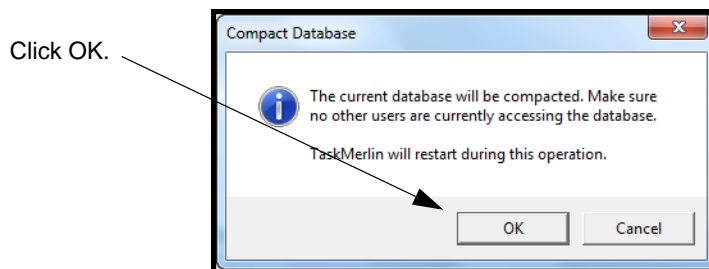 Compact Database
Click OK.
The current database will be compacted. Make sure
no other users are currently accessing the database.
TaskMerlin will restart during this operation.
OK
Cancel